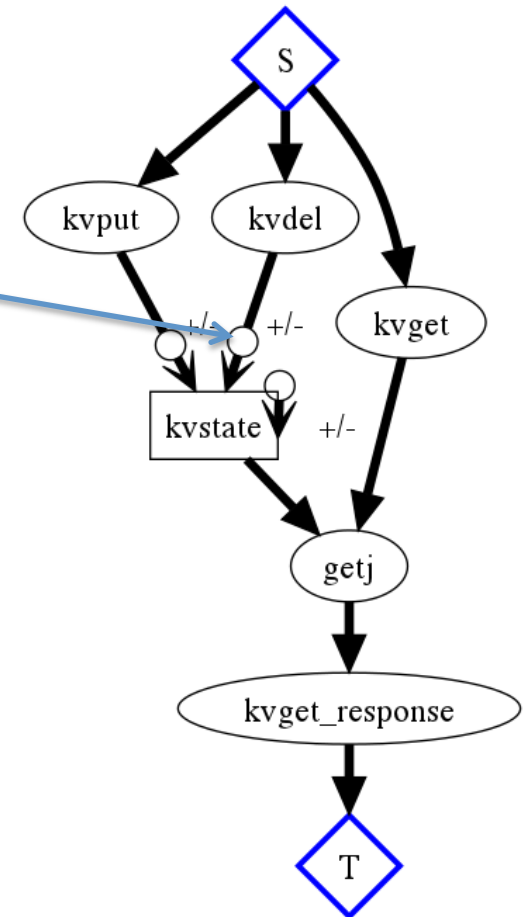 S
kvput
kvdel
kvget
+/-
+/-
kvstate
+/-
getj
kvget_response
T